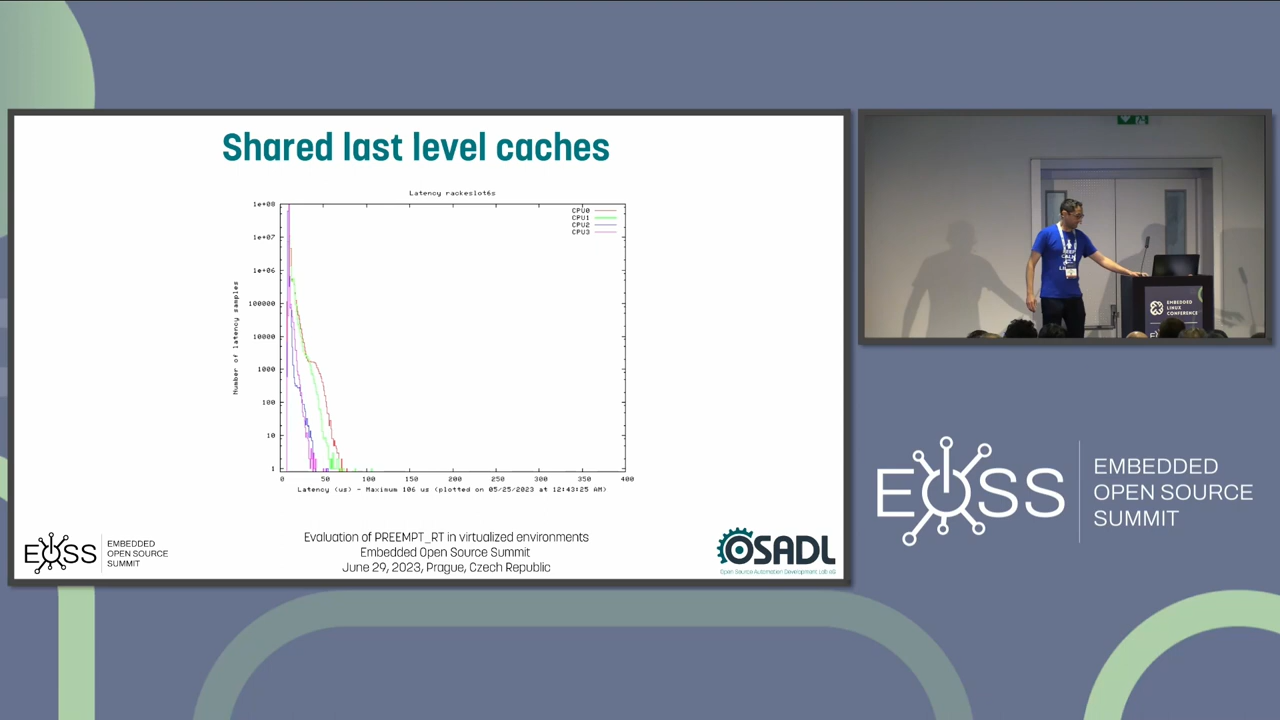 Shared last level caches
Latency rackeslot6s
1e+08
1e+07
1e+06
100000
10000
1000
100
10
1
Number of latency samples
CPU0
CPU1
CPU2
CPU3
0 50 100 150 200 250 300 350 400
Latency (us) - Maximum 106 us (plotted on 05/25/2023 at 12:43:25 AM)
EOSS
EMBEDDED
OPEN SOURCE
SUMMIT
Evaluation of PREEMPT_RT in virtualized environments
Embedded Open Source Summit
June 29, 2023, Prague, Czech Republic
OSADL
Open Source Automation Development Lab eG
EMBEDDED
LINUX
CONFERENCE
EOSS
EMBEDDED
OPEN SOURCE
SUMMIT